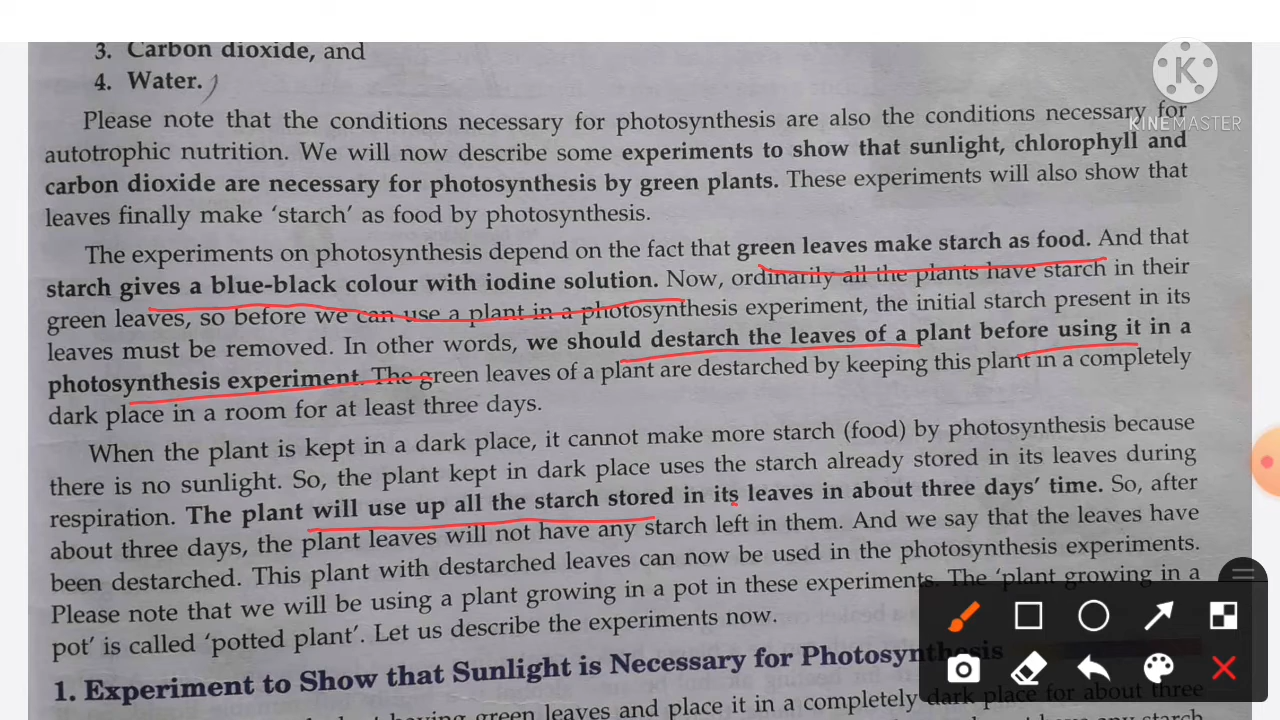 3. Carbon dioxide, and
4. Water.
K
KINEMASTER
Please note that the conditions necessary for photosynthesis are also the conditions necessary for
autotrophic nutrition. We will now describe some experiments to show that sunlight, chlorophyll and
carbon dioxide are necessary for photosynthesis by green plants. These experiments will also show that
leaves finally make ‘starch’ as food by photosynthesis.
The experiments on photosynthesis depend on the fact that green leaves make starch as food. And that
starch gives a blue-black colour with iodine solution. Now, ordinarily all the plants have starch in their
green leaves, so before we can use a plant in a photosynthesis experiment, the initial starch present in its
leaves must be removed. In other words, we should destarch the leaves of a plant before using it in a
photosynthesis experiment. The green leaves of a plant are destarched by keeping this plant in a completely
dark place in a room for at least three days.
When the plant is kept in a dark place, it cannot make more starch (food) by photosynthesis because
there is no sunlight. So, the plant kept in dark place uses the starch already stored in its leaves during
respiration. The plant will use up all the starch stored in its leaves in about three days’ time. So, after
about three days, the plant leaves will not have any starch left in them. And we say that the leaves have
been destarched. This plant with destarched leaves can now be used in the photosynthesis experiments.
Please note that we will be using a plant growing in a pot in these experiments. The ‘plant growing in a
pot’ is called ‘potted plant’. Let us describe the experiments now.
1. Experiment to Show that Sunlight is Necessary for Photosynthesis
having green leaves and place it in a completely dark place for about three